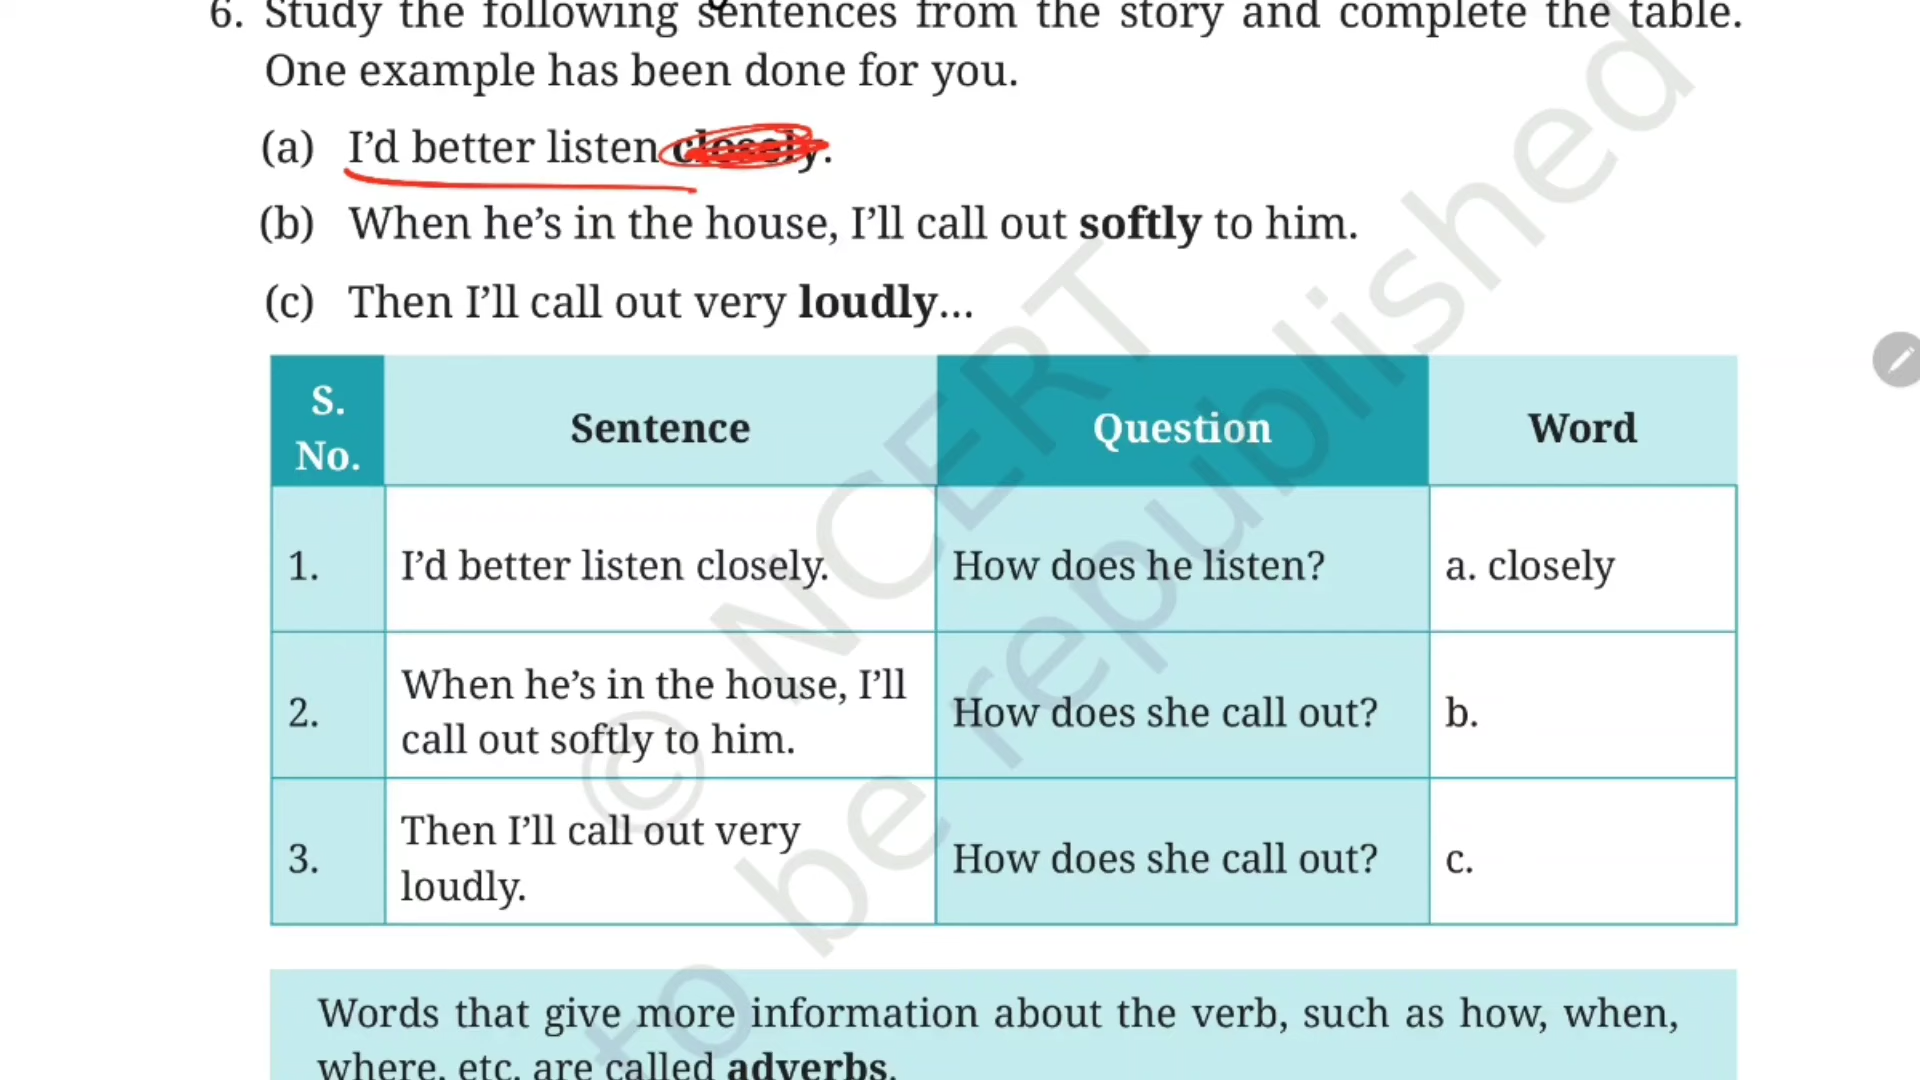 6. Study the following sentences from the story and complete the table.
One example has been done for you.
(a) I'd better listen closely.
(b) When he's in the house, I'll call out softly to him.
(c) Then I'll call out very loudly...
S. No. Sentence Question Word
1. I'd better listen closely. How does he listen? a. closely
2. When he's in the house, I'll call out softly to him. How does she call out? b.
3. Then I'll call out very loudly. How does she call out? c.
Words that give more information about the verb, such as how, when,
where, etc. are called adverbs.
© NCERT
to be republished